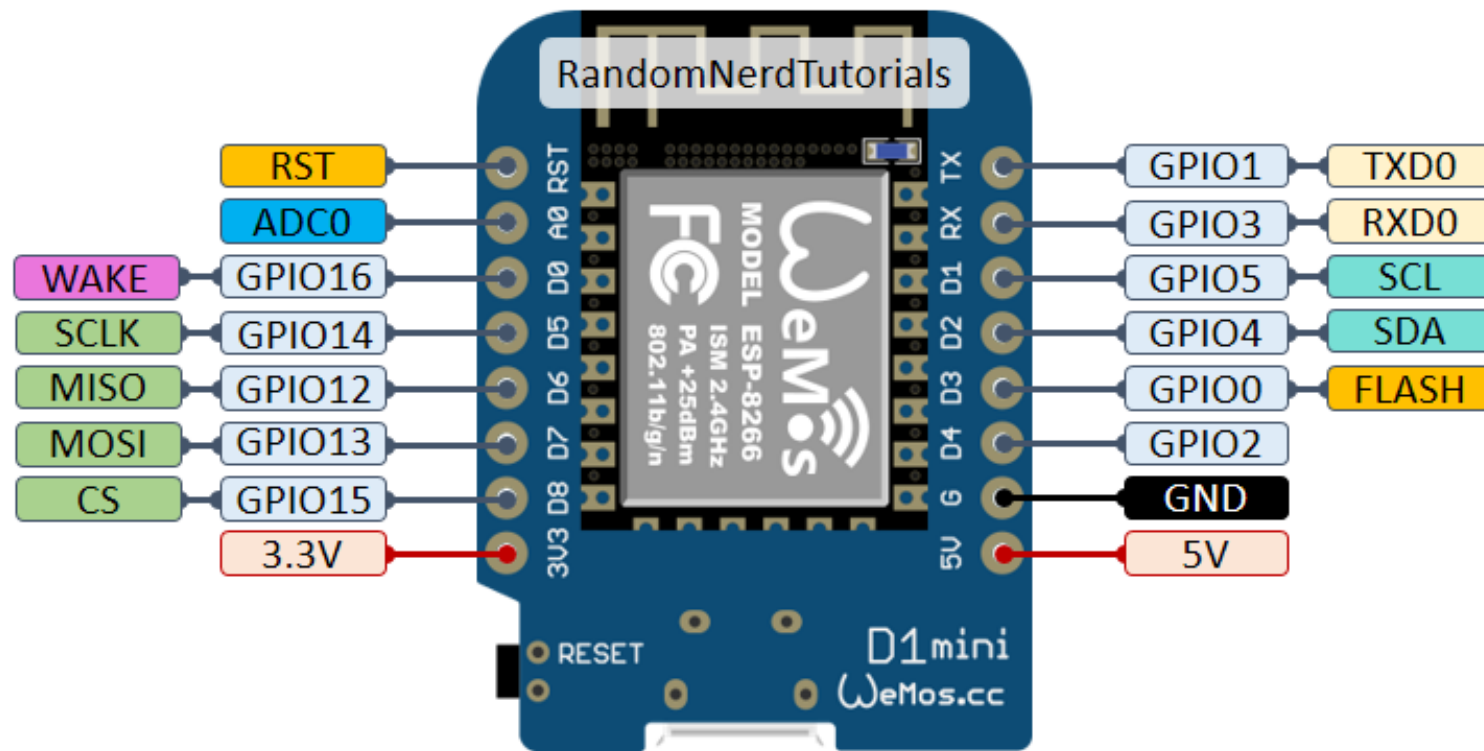 RandomNerdTutorials
RST RST TX GPIO1 TXD0
ADC0 A0 RX GPIO3 RXD0
WAKE GPIO16 D0 D1 GPIO5 SCL
SCLK GPIO14 D5 D2 GPIO4 SDA
MISO GPIO12 D6 D3 GPIO0 FLASH
MOSI GPIO13 D7 D4 GPIO2
CS GPIO15 D8 G GND
3.3V 3V3 5V 5V
WeMos
MODEL ESP-8266
ISM 2.4GHz
PA +25dBm
802.11b/g/n
FC
RESET
D1 mini
WeMos.cc